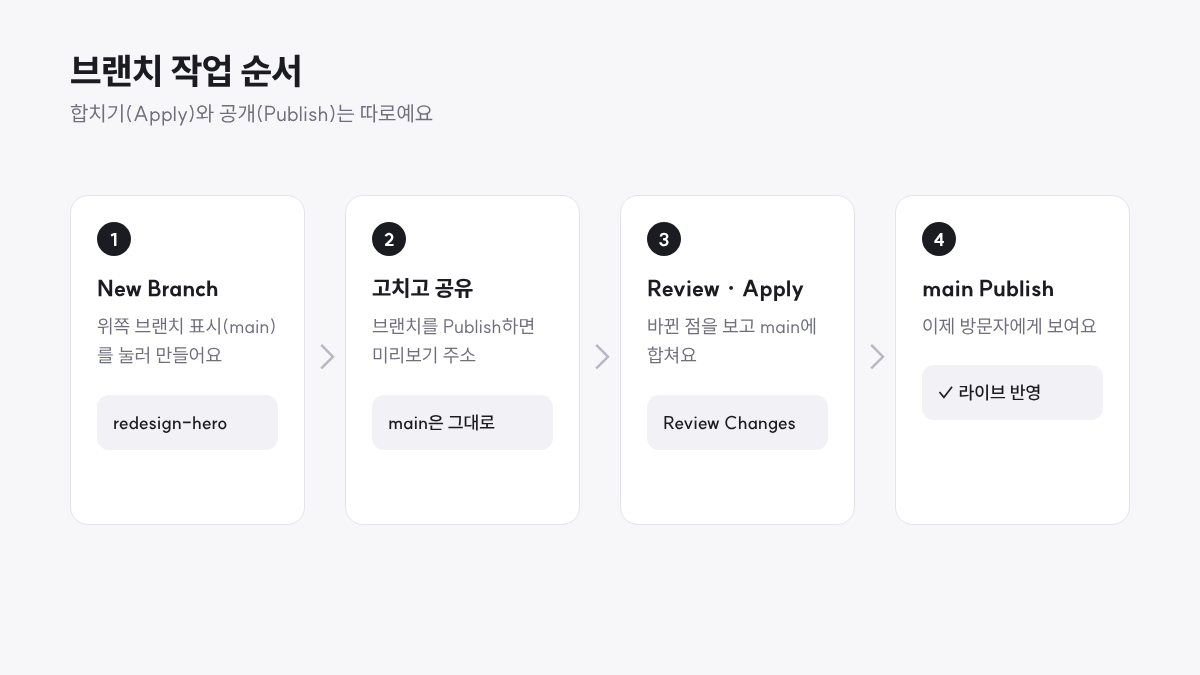 브랜치 작업 순서
합치기(Apply)와 공개(Publish)는 따로예요
1
New Branch
위쪽 브랜치 표시(main)
를 눌러 만들어요
redesign-hero
2
고치고 공유
브랜치를 Publish하면
미리보기 주소
main은 그대로
3
Review · Apply
바뀐 점을 보고 main에
합쳐요
Review Changes
4
main Publish
이제 방문자에게 보여요
✓ 라이브 반영